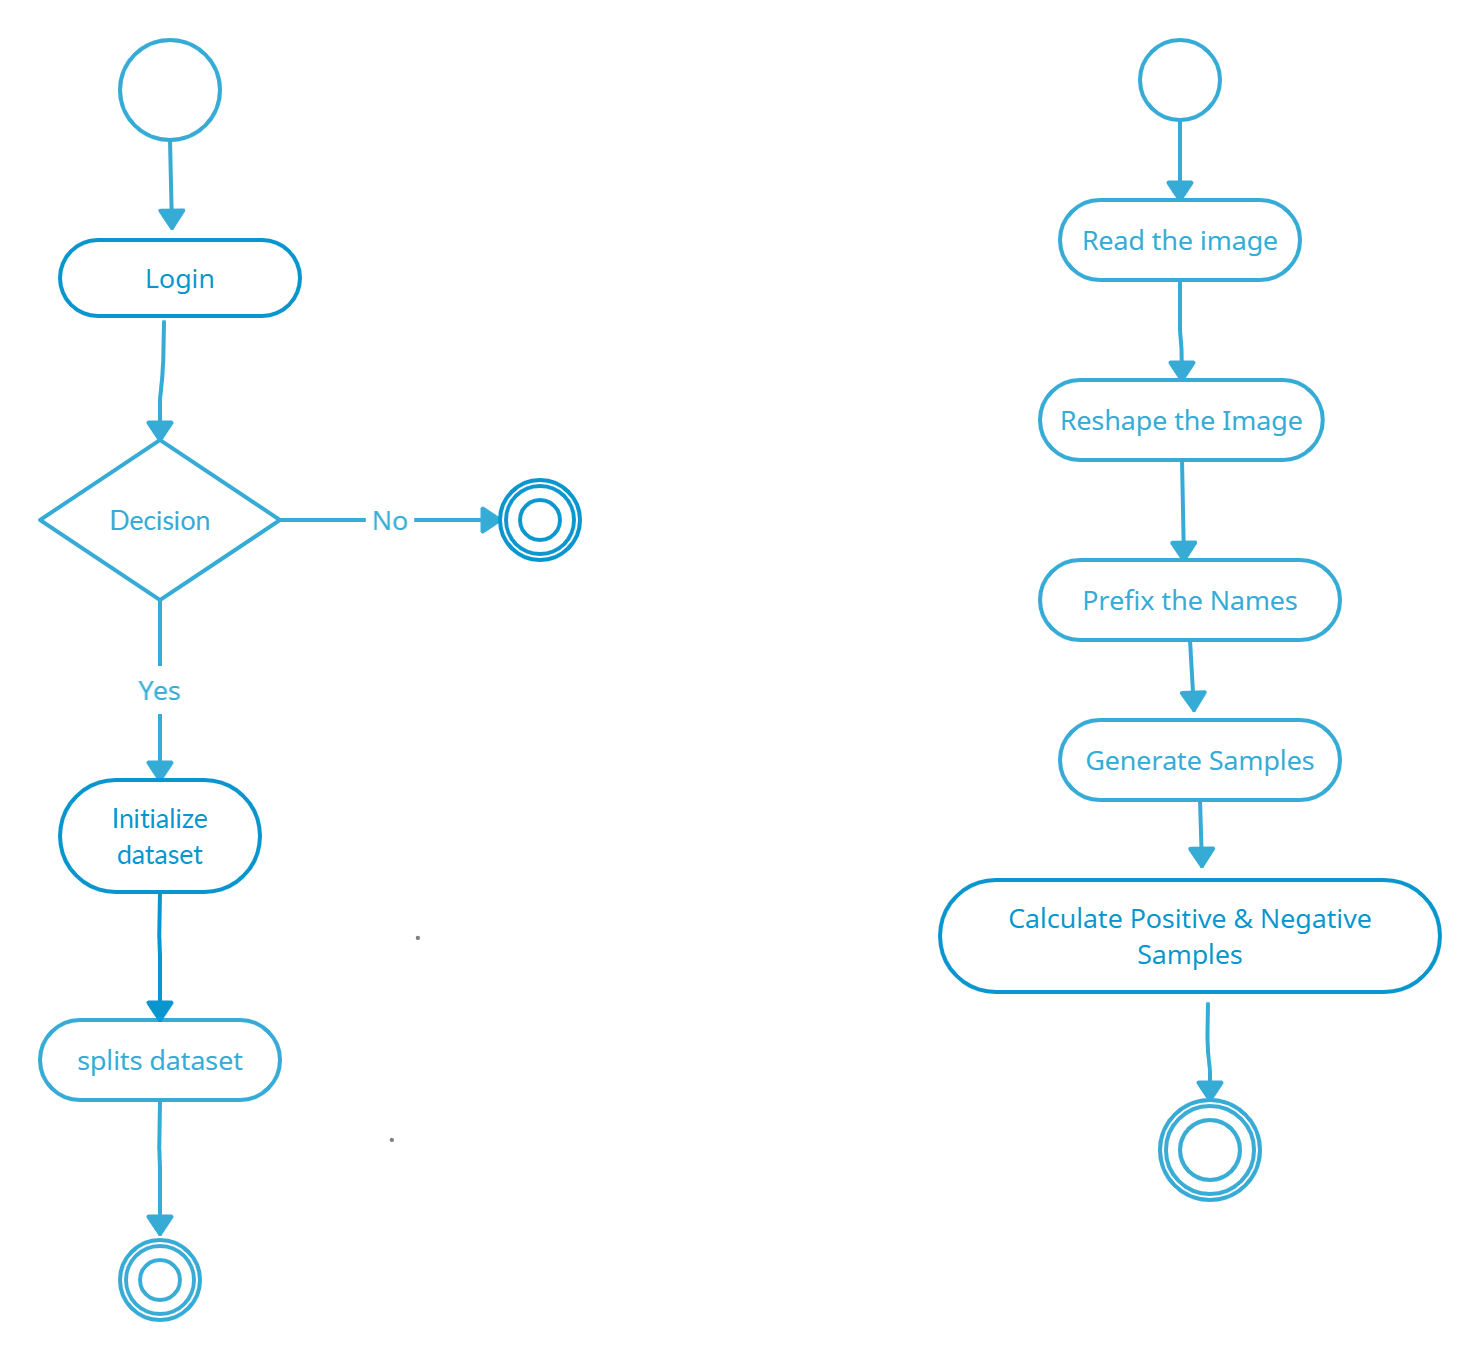 Login
Decision
No
Yes
Initialize
dataset
splits dataset
Read the image
Reshape the Image
Prefix the Names
Generate Samples
Calculate Positive & Negative
Samples